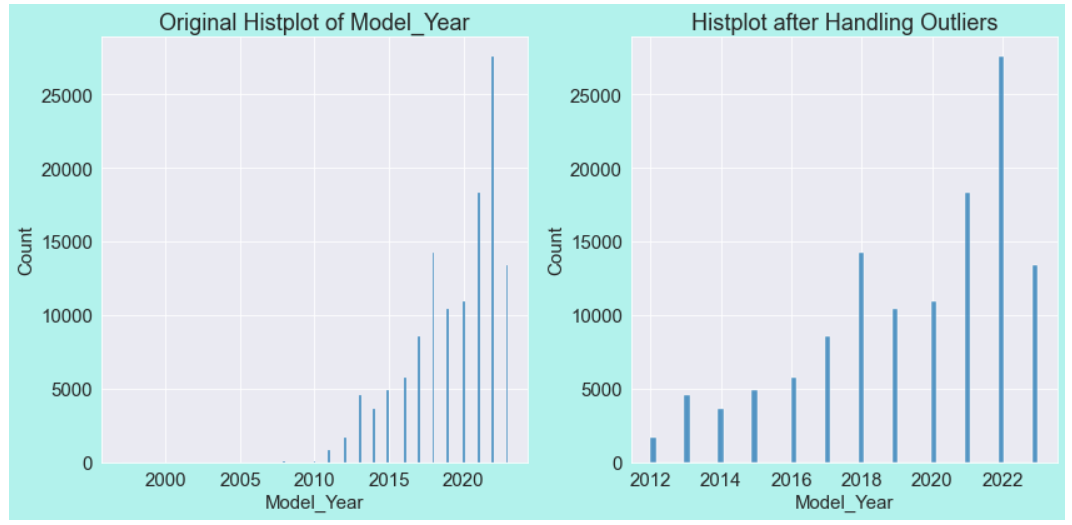 Original Histplot of Model_Year
25000
20000
15000
10000
5000
0
Count
2000 2005 2010 2015 2020
Model_Year
Histplot after Handling Outliers
25000
20000
15000
10000
5000
0
Count
2012 2014 2016 2018 2020 2022
Model_Year